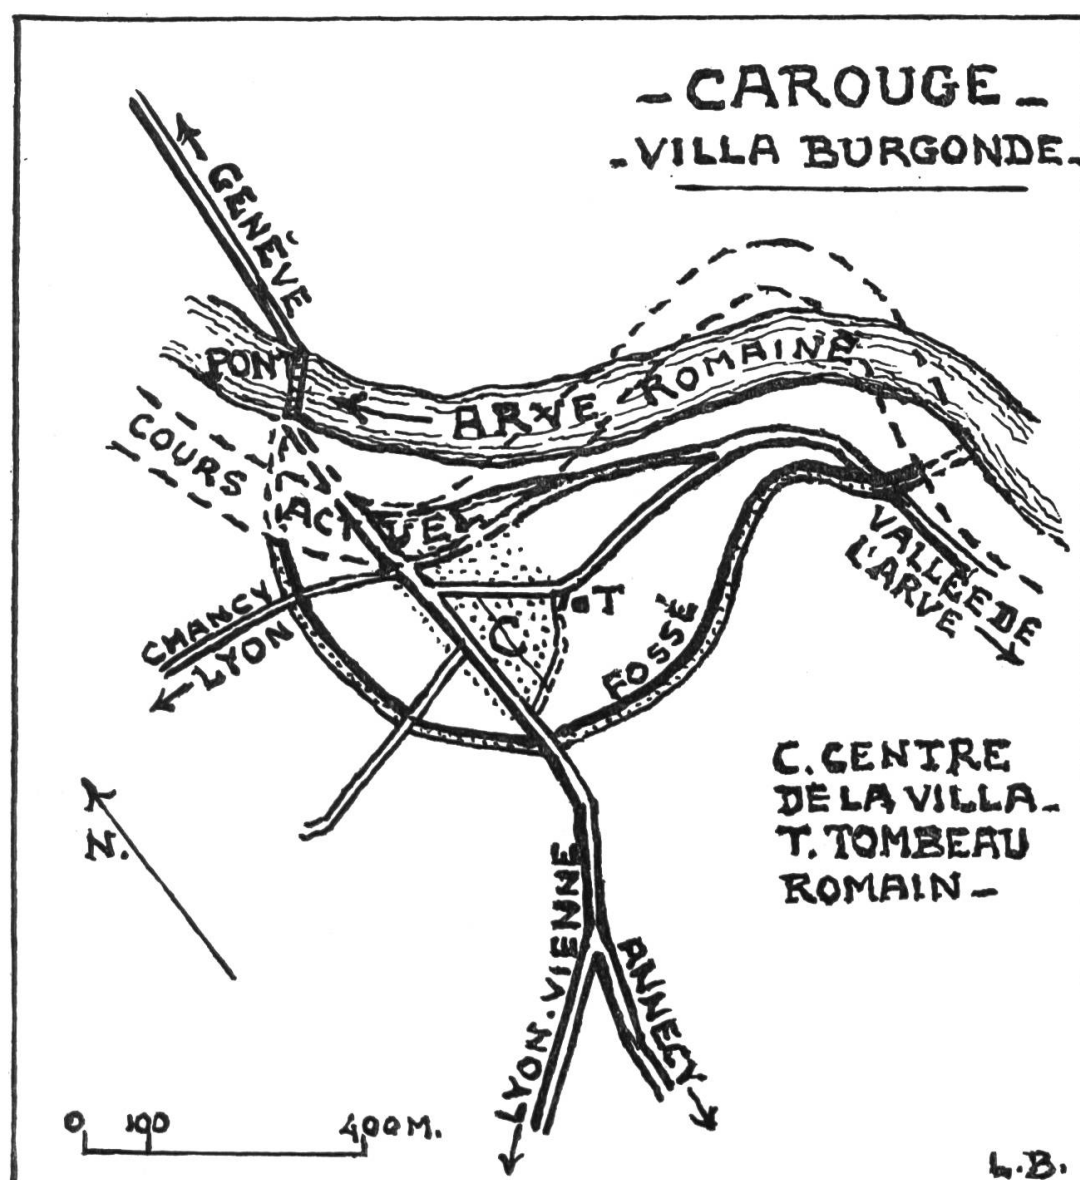 - CAROUGE -
- VILLA BURGONDE -
GENÈVE
PONT
ARVE ROMAINE
COURS ACTUEL
CHANCY
LYON
C
T
FOSSÉ
VALLÉE DE
L'ARVE
C. CENTRE
DE LA VILLA -
T. TOMBEAU
ROMAIN -
N.
LYON. VIENNE
ANNECY
0 100 400 M.
L.B.